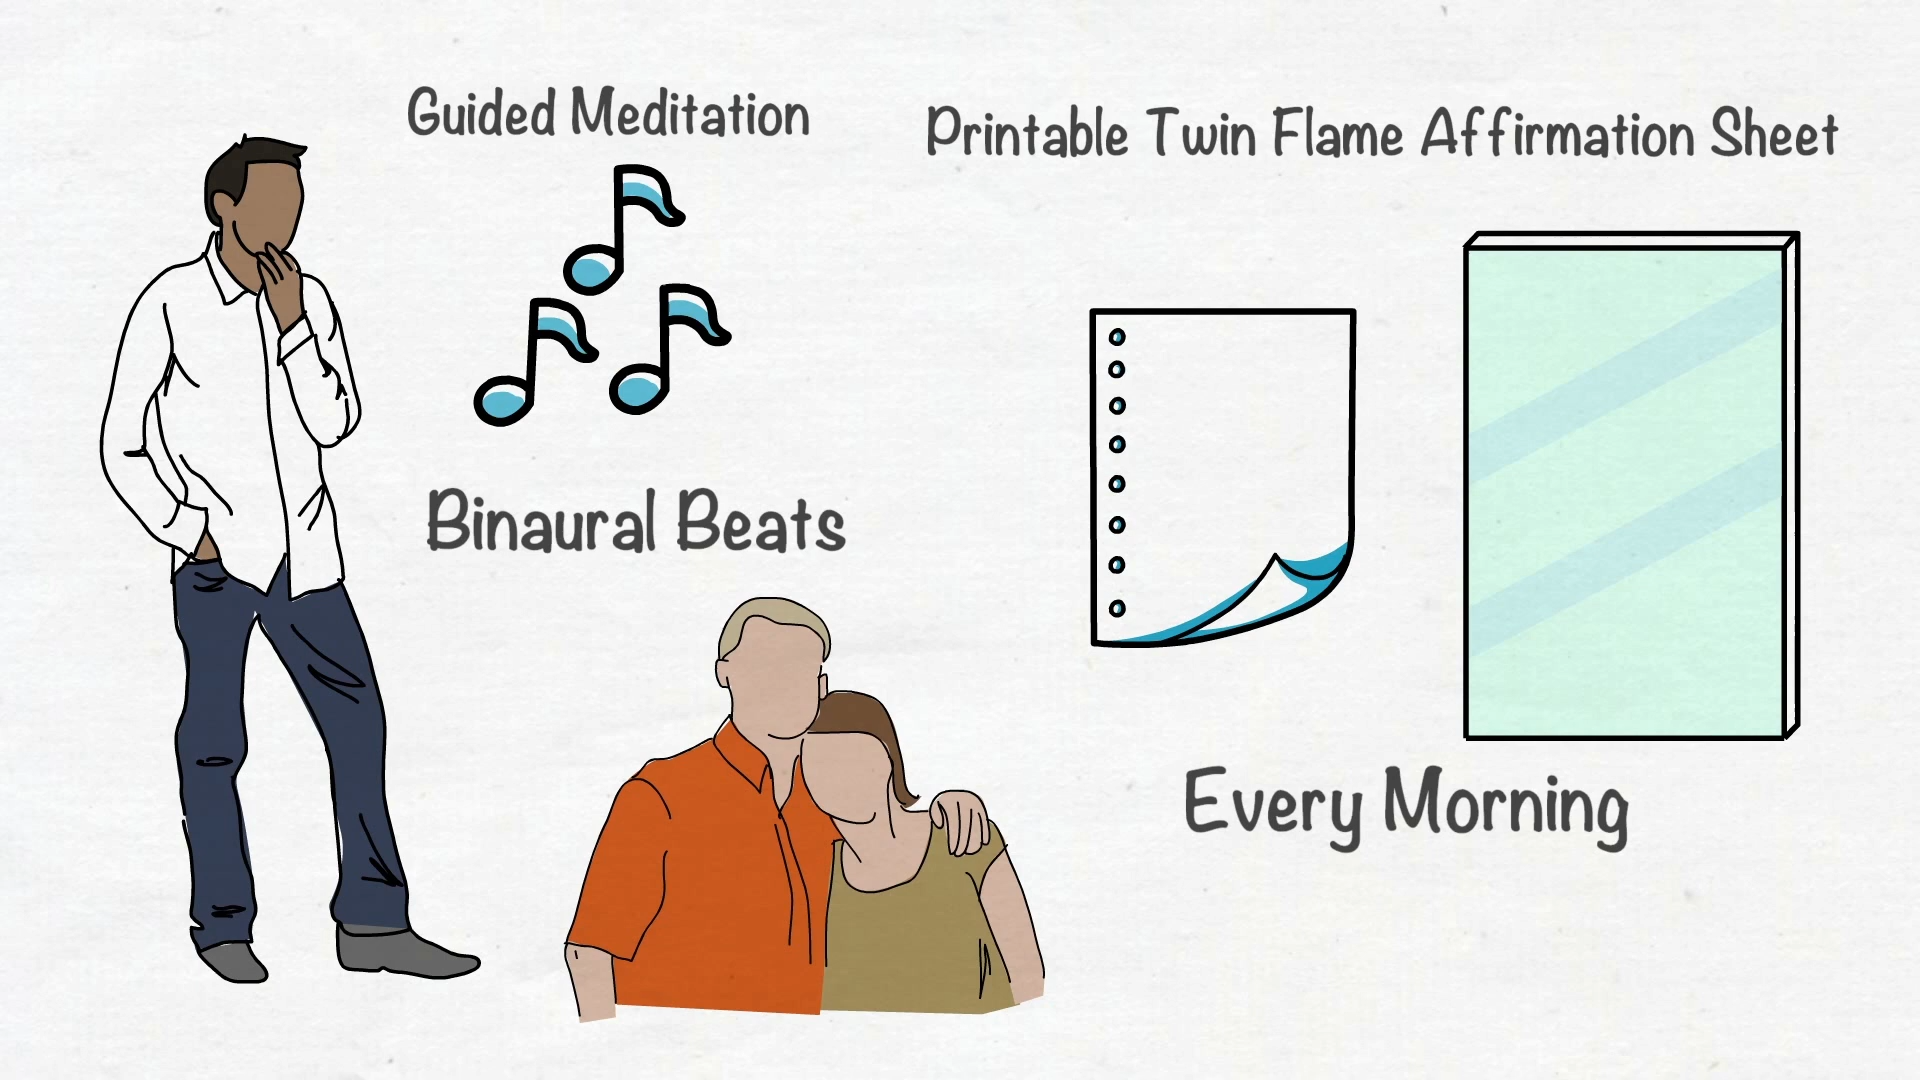 Guided Meditation
Printable Twin Flame Affirmation Sheet
Binaural Beats
Every Morning